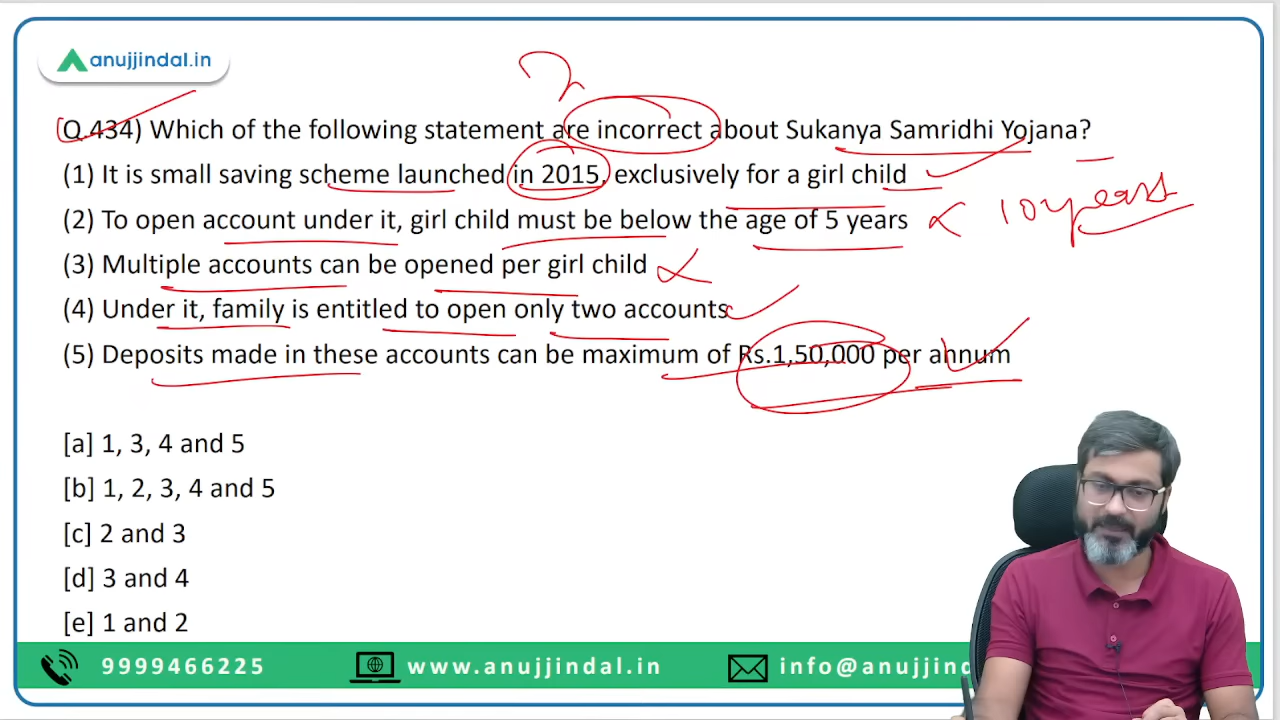 anujjindal.in
Q.434) Which of the following statement are incorrect about Sukanya Samridhi Yojana?
(1) It is small saving scheme launched in 2015, exclusively for a girl child
(2) To open account under it, girl child must be below the age of 5 years 10 years
(3) Multiple accounts can be opened per girl child
(4) Under it, family is entitled to open only two accounts
(5) Deposits made in these accounts can be maximum of Rs.1,50,000 per annum
[a] 1, 3, 4 and 5
[b] 1, 2, 3, 4 and 5
[c] 2 and 3
[d] 3 and 4
[e] 1 and 2
9999466225 www.anujjindal.in info@anujjind